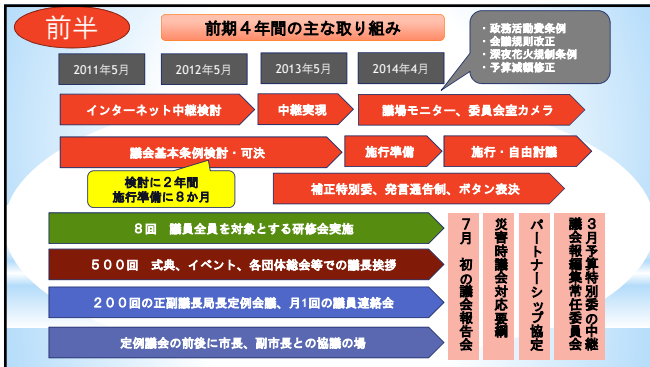 前半
前期４年間の主な取り組み
・政務活動費条例
・会議規則改正
・深夜花火規制条例
・予算減額修正
2011年5月
2012年5月
2013年5月
2014年4月
インターネット中継検討
中継実現
議場モニター、委員会室カメラ
議会基本条例検討・可決
施行準備
施行・自由討議
検討に２年間
施行準備に８か月
補正特別委、発言通告制、ボタン表決
８回　議員全員を対象とする研修会実施
５００回　式典、イベント、各団体総会等での議長挨拶
２００回の正副議長局長定例会議、月1回の議員連絡会
定例議会の前後に市長、副市長との協議の場
７月　初の議会報告会
災害時議会対応要綱
パートナーシップ協定
３月予算特別委の中継
議会報編集常任委員会